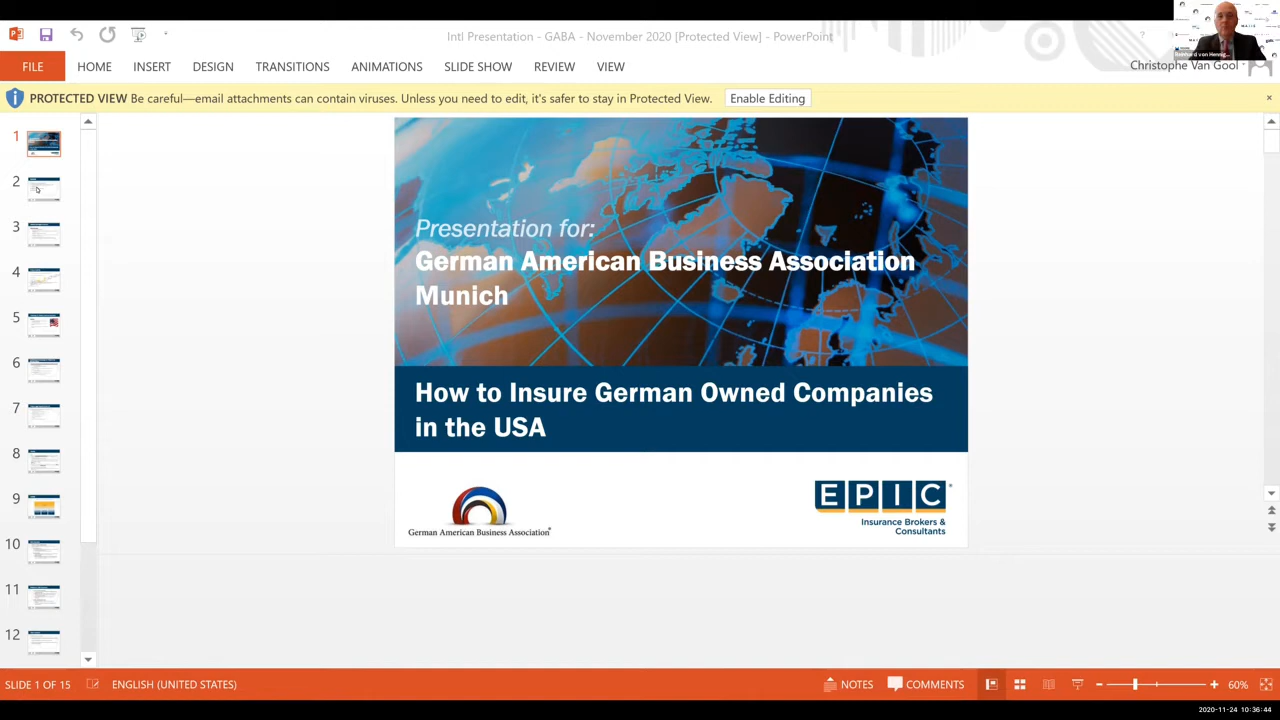 Intl Presentation - GABA - November 2020 [Protected View] - PowerPoint
?
FILE HOME INSERT DESIGN TRANSITIONS ANIMATIONS SLIDE SHOW REVIEW VIEW
Christophe Van Gool
PROTECTED VIEW Be careful—email attachments can contain viruses. Unless you need to edit, it's safer to stay in Protected View. Enable Editing
1
2
3
4
5
6
7
8
9
10
11
12
Presentation for:
German American Business Association
Munich
How to Insure German Owned Companies
in the USA
German American Business Association®
EPIC
Insurance Brokers &
Consultants
SLIDE 1 OF 15 ENGLISH (UNITED STATES) NOTES COMMENTS 60%
2020-11-24 10:36:44